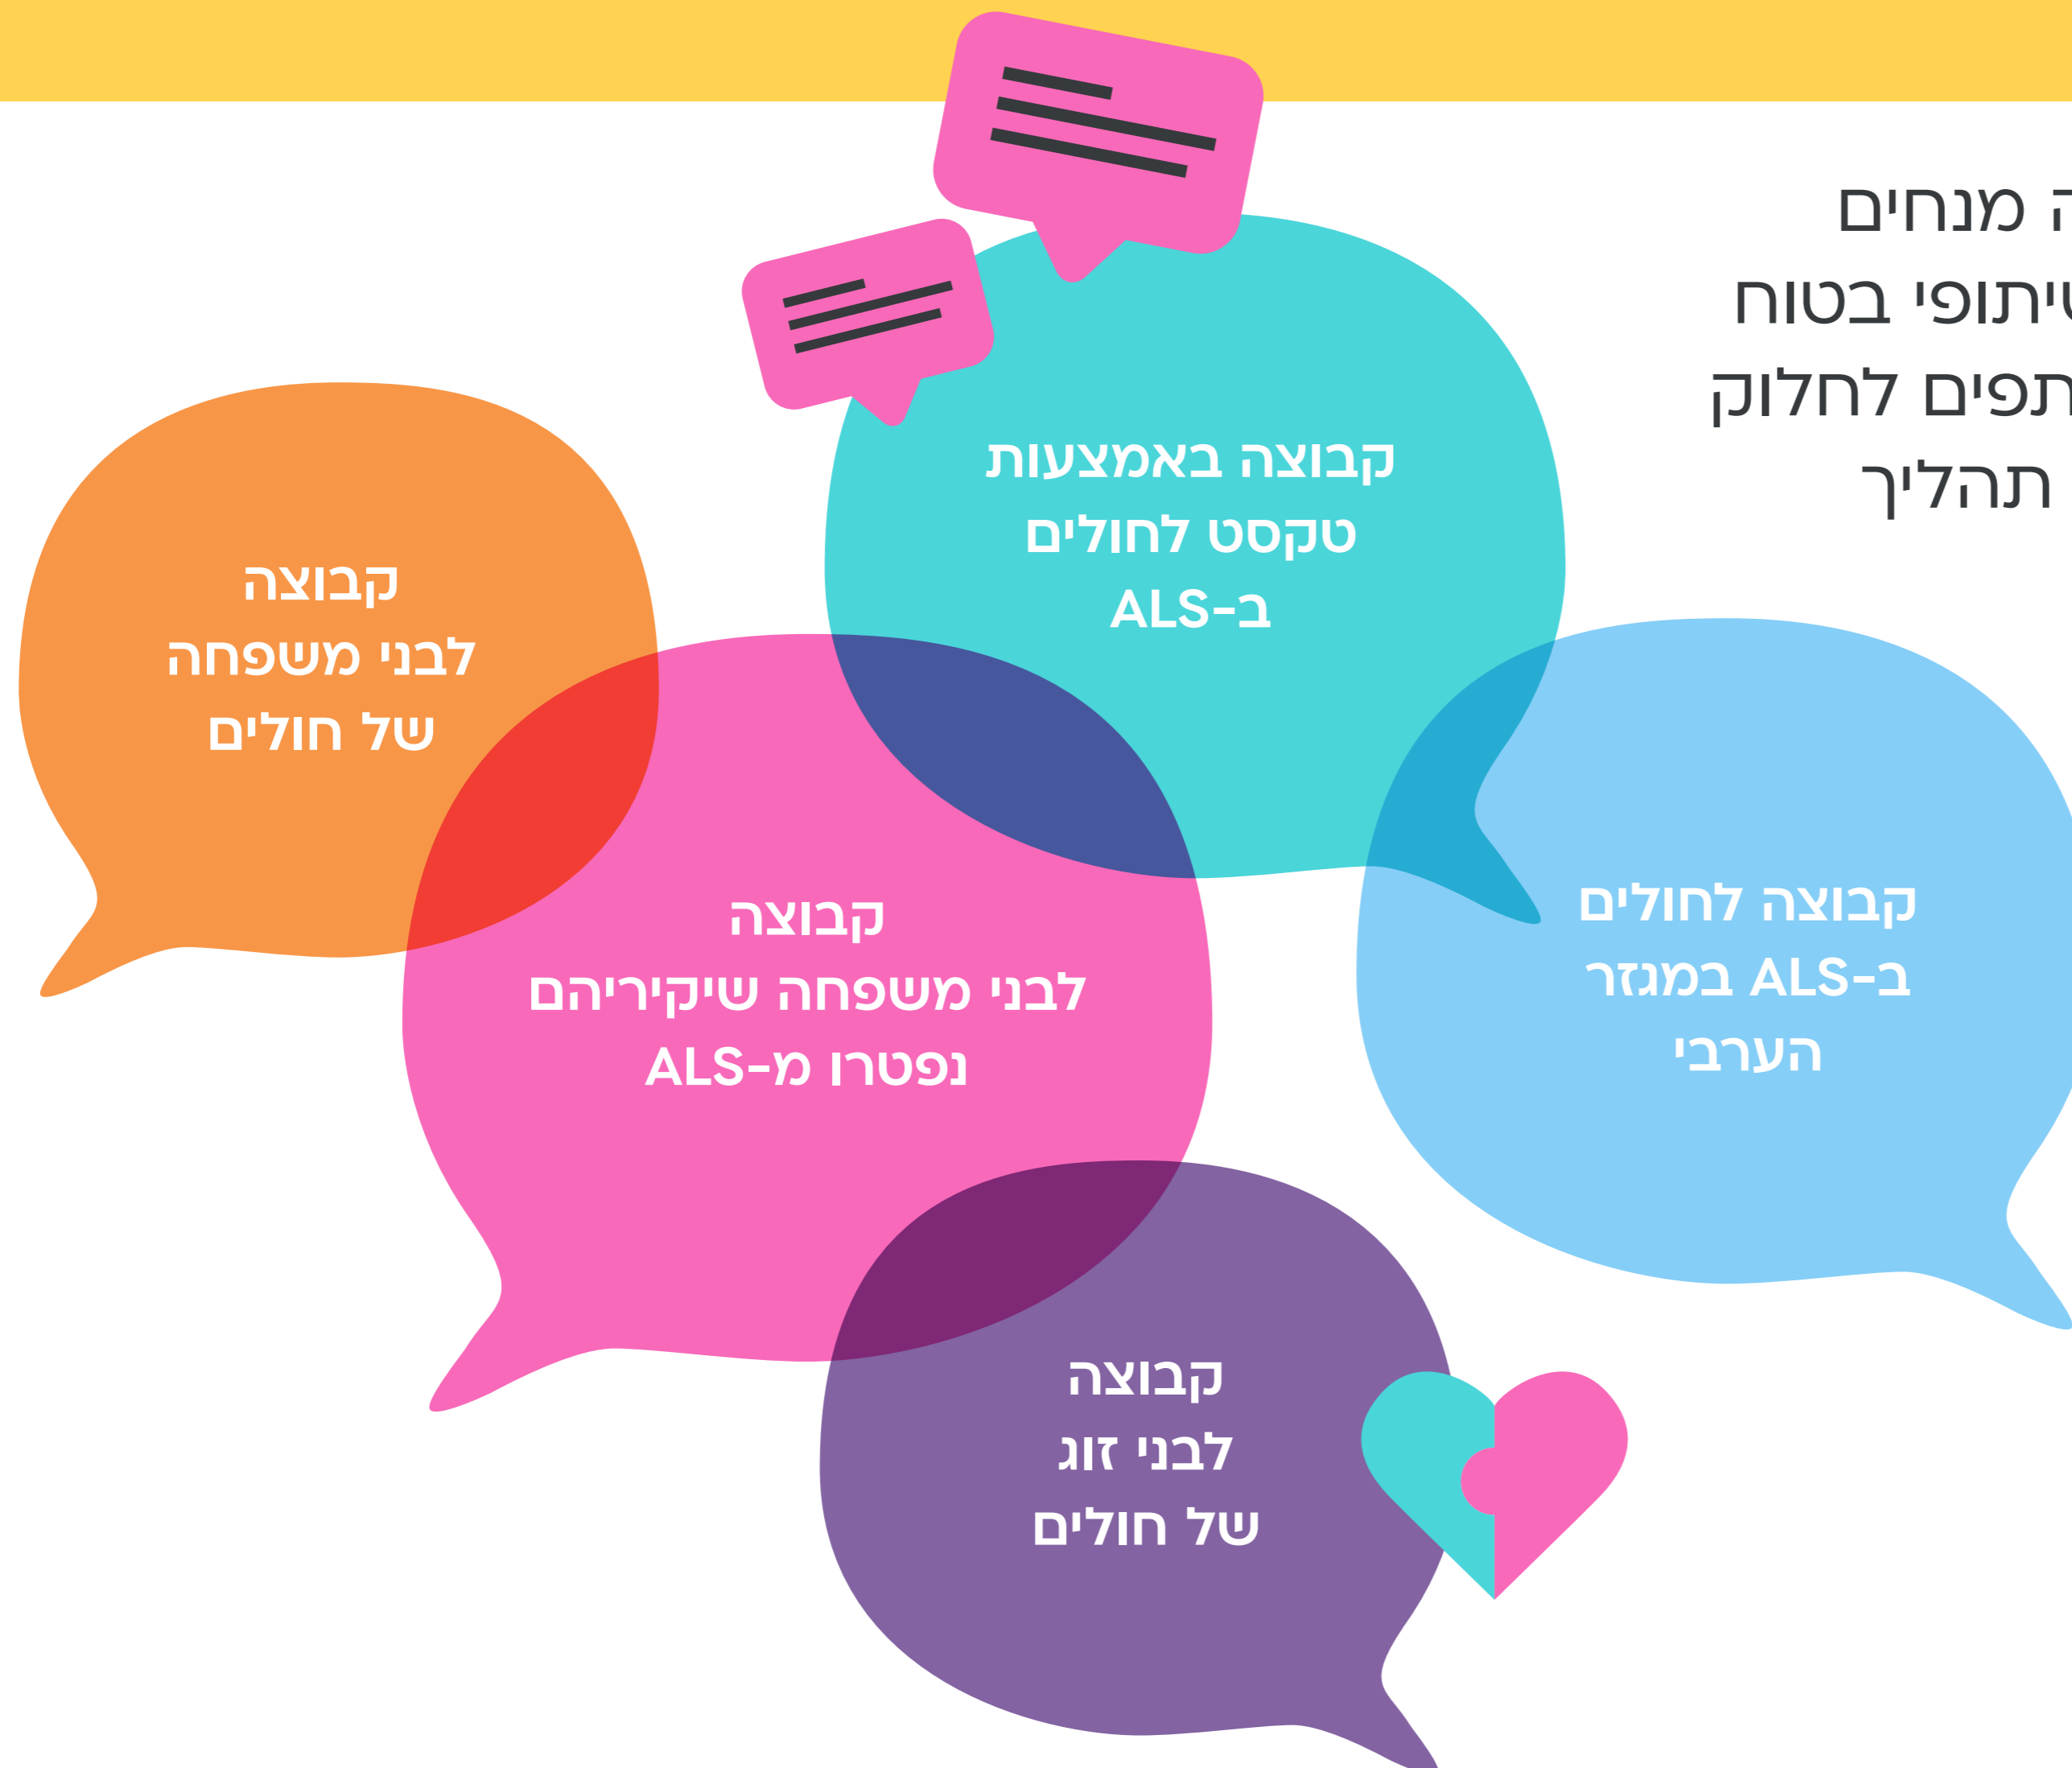 מנחים
בטוח
לחלוק
תהליך
קבוצה באמצעות
טקסט לחולים
ב-ALS
קבוצה
לבני משפחה
של חולים
קבוצה לחולים
ב-ALS במגזר
הערבי
קבוצה
לבני משפחה שיקיריהם
נפטרו מ-ALS
קבוצה
לבני זוג
של חולים